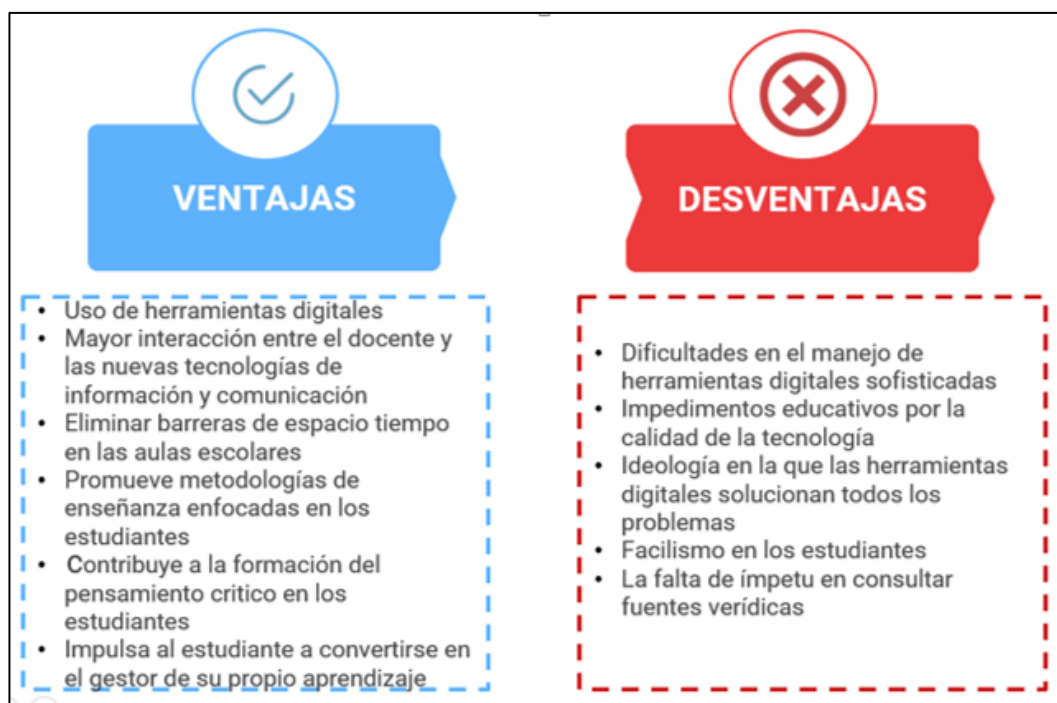 VENTAJAS
• Uso de herramientas digitales
• Mayor interacción entre el docente y
las nuevas tecnologías de
información y comunicación
• Eliminar barreras de espacio tiempo
en las aulas escolares
• Promueve metodologías de
enseñanza enfocadas en los
estudiantes
• Contribuye a la formación del
pensamiento critico en los
estudiantes
• Impulsa al estudiante a convertirse en
el gestor de su propio aprendizaje
DESVENTAJAS
• Dificultades en el manejo de
herramientas digitales sofisticadas
• Impedimentos educativos por la
calidad de la tecnología
• Ideología en la que las herramientas
digitales solucionan todos los
problemas
• Facilismo en los estudiantes
• La falta de ímpetu en consultar
fuentes verídicas